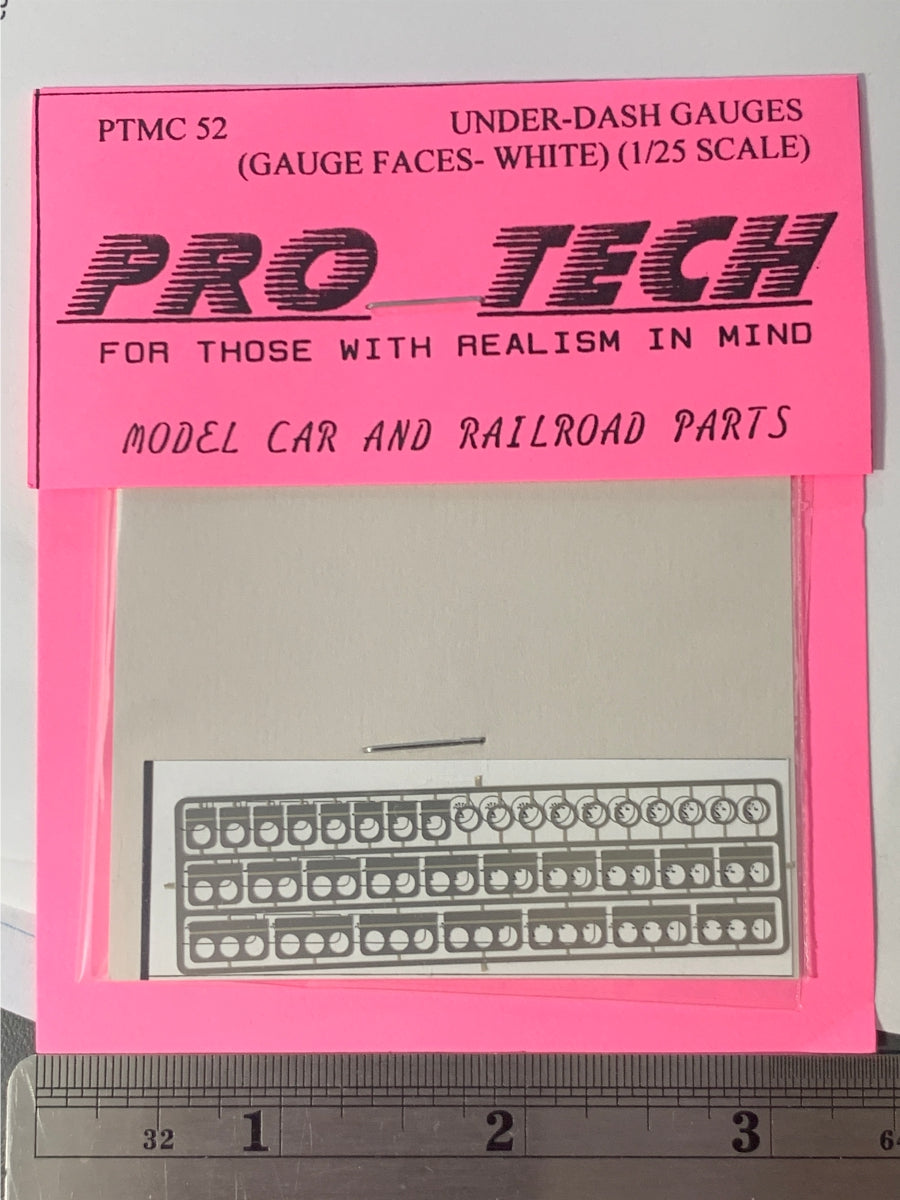 PTMC 52 UNDER-DASH GAUGES
(GAUGE FACES- WHITE) (1/25 SCALE)
PRO TECH
FOR THOSE WITH REALISM IN MIND
MODEL CAR AND RAILROAD PARTS
32 1 2 3